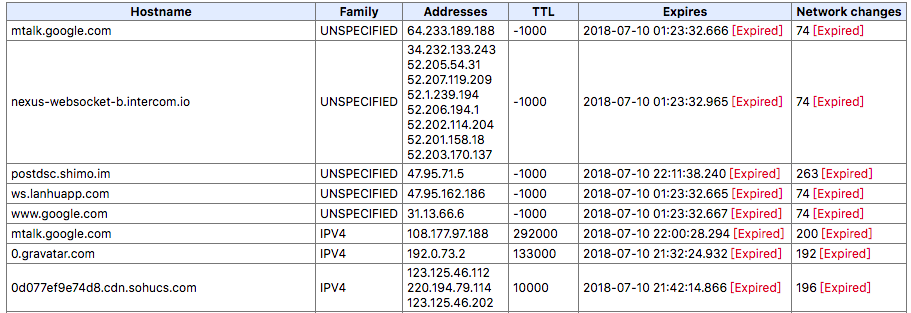 Hostname Family Addresses TTL Expires Network changes
mtalk.google.com UNSPECIFIED 64.233.189.188 -1000 2018-07-10 01:23:32.666 [Expired] 74 [Expired]
34.232.133.243
52.205.54.31
52.207.119.209
52.1.239.194
nexus-websocket-b.intercom.io UNSPECIFIED -1000 2018-07-10 01:23:32.965 [Expired] 74 [Expired]
52.206.194.1
52.202.114.204
52.201.158.18
52.203.170.137
postdsc.shimo.im UNSPECIFIED 47.95.71.5 -1000 2018-07-10 22:11:38.240 [Expired] 263 [Expired]
ws.lanhuapp.com UNSPECIFIED 47.95.162.186 -1000 2018-07-10 01:23:32.665 [Expired] 74 [Expired]
www.google.com UNSPECIFIED 31.13.66.6 -1000 2018-07-10 01:23:32.667 [Expired] 74 [Expired]
mtalk.google.com IPV4 108.177.97.188 292000 2018-07-10 22:00:28.294 [Expired] 200 [Expired]
0.gravatar.com IPV4 192.0.73.2 133000 2018-07-10 21:32:24.932 [Expired] 192 [Expired]
123.125.46.112
0d077ef9e74d8.cdn.sohucs.com IPV4 220.194.79.114 10000 2018-07-10 21:42:14.866 [Expired] 196 [Expired]
123.125.46.202